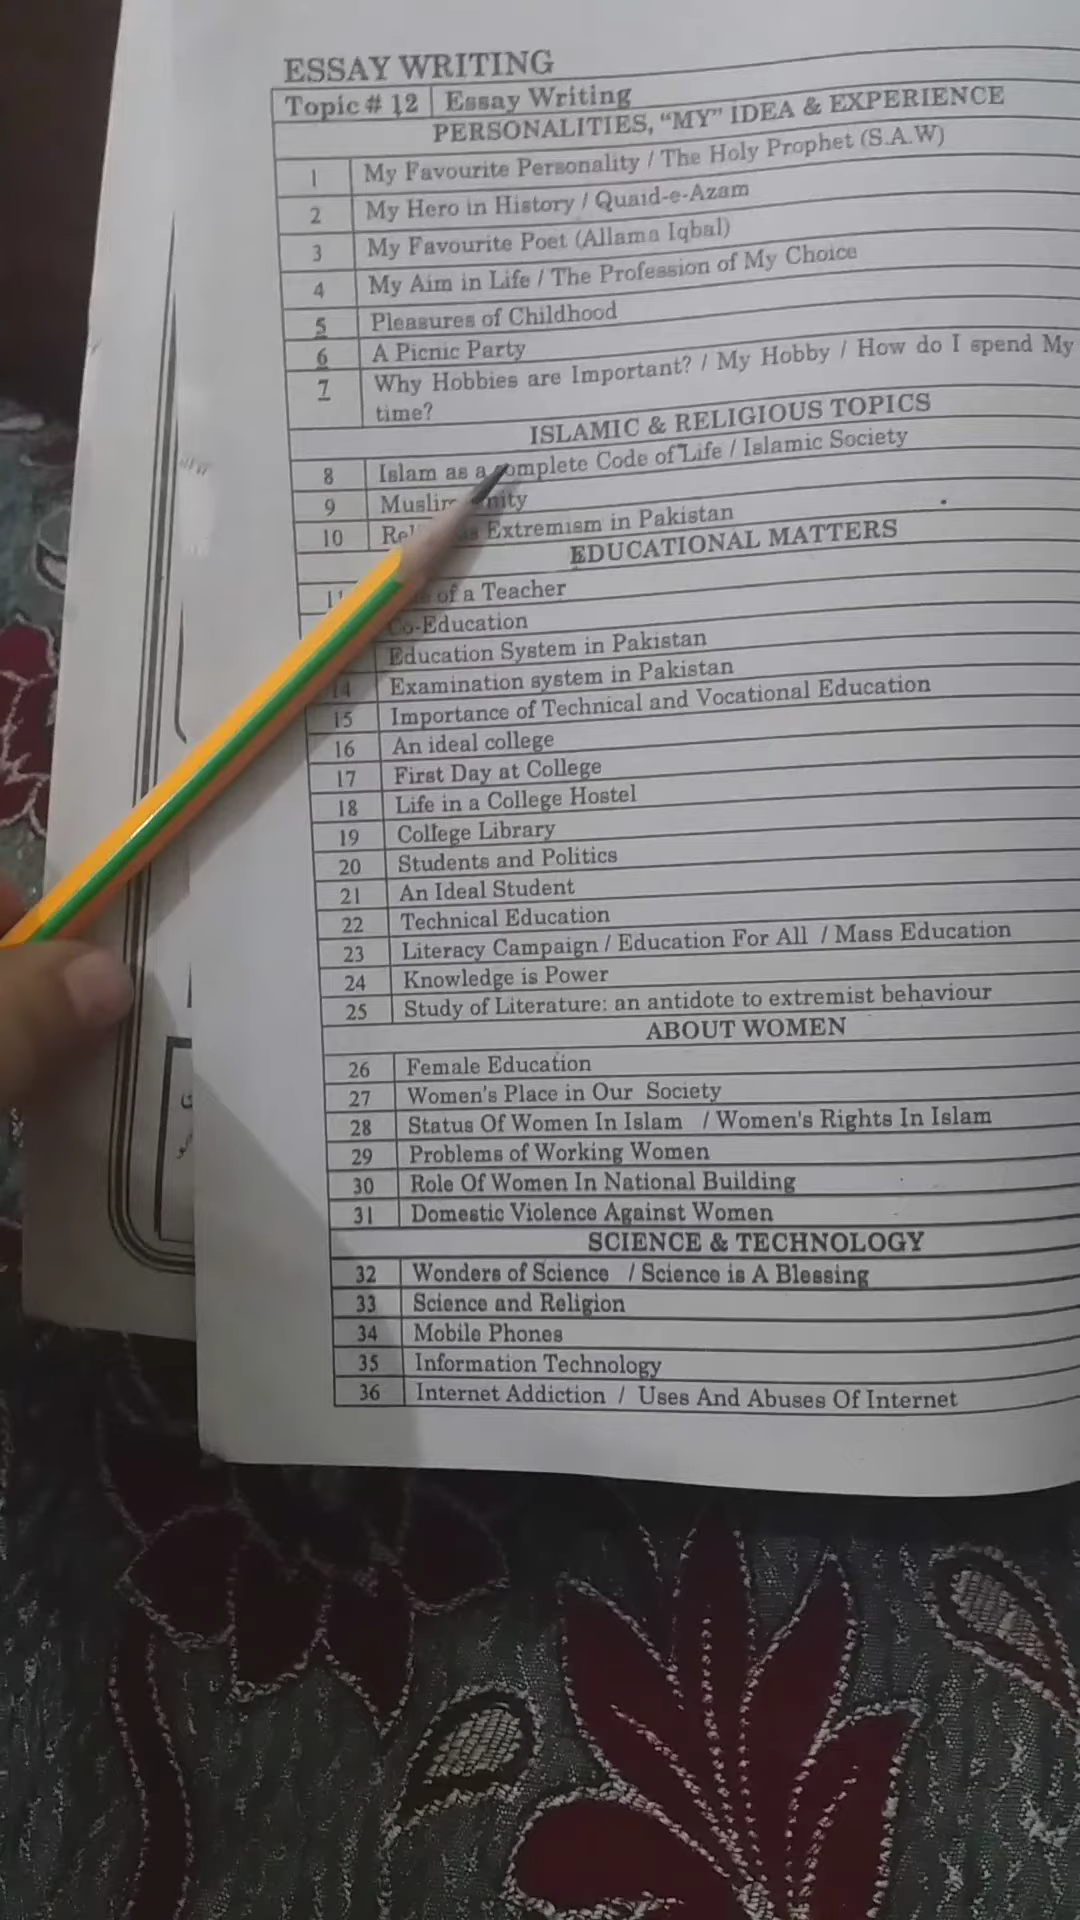 ESSAY WRITING
Topic # 12 Essay Writing
PERSONALITIES, “MY” IDEA & EXPERIENCE
1 My Favourite Personality / The Holy Prophet (S.A.W)
2 My Hero in History / Quaid-e-Azam
3 My Favourite Poet (Allama Iqbal)
4 My Aim in Life / The Profession of My Choice
5 Pleasures of Childhood
6 A Picnic Party
7 Why Hobbies are Important? / My Hobby / How do I spend My
time?
ISLAMIC & RELIGIOUS TOPICS
8 Islam as a complete Code of Life / Islamic Society
9
10 Extremism in Pakistan
EDUCATIONAL MATTERS
of a Teacher
Co-Education
Education System in Pakistan
14 Examination system in Pakistan
15 Importance of Technical and Vocational Education
16 An ideal college
17 First Day at College
18 Life in a College Hostel
19 College Library
20 Students and Politics
21 An Ideal Student
22 Technical Education
23 Literacy Campaign / Education For All / Mass Education
24 Knowledge is Power
25 Study of Literature: an antidote to extremist behaviour
ABOUT WOMEN
26 Female Education
27 Women's Place in Our Society
28 Status Of Women In Islam / Women's Rights In Islam
29 Problems of Working Women
30 Role Of Women In National Building
31 Domestic Violence Against Women
SCIENCE & TECHNOLOGY
32 Wonders of Science / Science is A Blessing
33 Science and Religion
34 Mobile Phones
35 Information Technology
36 Internet Addiction / Uses And Abuses Of Internet